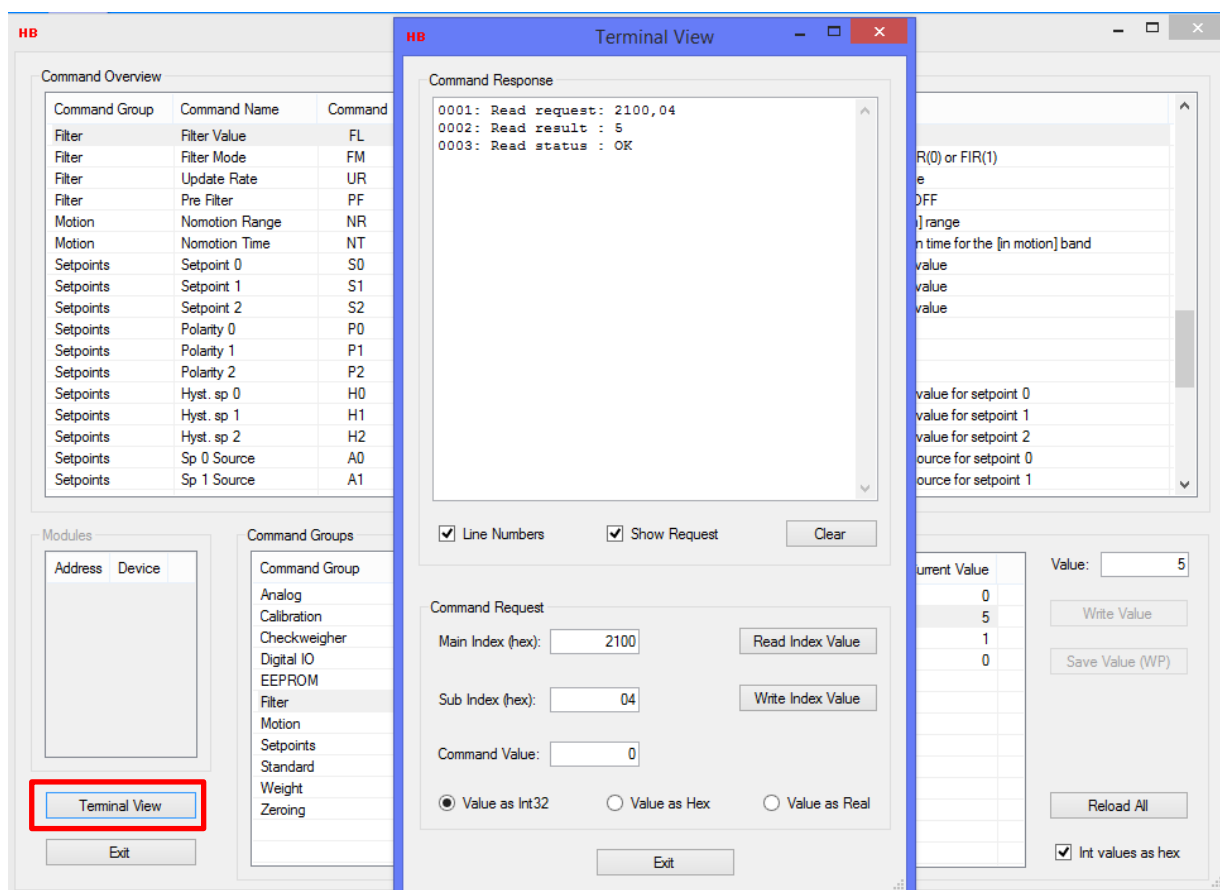 HB
Command Overview
Command Group Command Name Command
Filter Filter Value FL
Filter Filter Mode FM
Filter Update Rate UR
Filter Pre Filter PF
Motion Nomotion Range NR
Motion Nomotion Time NT
Setpoints Setpoint 0 S0
Setpoints Setpoint 1 S1
Setpoints Setpoint 2 S2
Setpoints Polarity 0 P0
Setpoints Polarity 1 P1
Setpoints Polarity 2 P2
Setpoints Hyst. sp 0 H0
Setpoints Hyst. sp 1 H1
Setpoints Hyst. sp 2 H2
Setpoints Sp 0 Source A0
Setpoints Sp 1 Source A1
R(0) or FIR(1)
e
OFF
] range
n time for the [in motion] band
value
value
value
value for setpoint 0
value for setpoint 1
value for setpoint 2
ource for setpoint 0
ource for setpoint 1
HB Terminal View
Command Response
0001: Read request: 2100,04
0002: Read result : 5
0003: Read status : OK
Line Numbers Show Request Clear
Command Request
Main Index (hex): 2100 Read Index Value
Sub Index (hex): 04 Write Index Value
Command Value: 0
Value as Int32 Value as Hex Value as Real
Exit
Modules
Address Device
Terminal View
Exit
Command Groups
Command Group
Analog
Calibration
Checkweigher
Digital IO
EEPROM
Filter
Motion
Setpoints
Standard
Weight
Zeroing
urrent Value
0
5
1
0
Value: 5
Write Value
Save Value (WP)
Reload All
Int values as hex